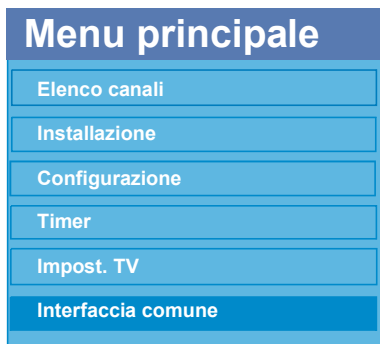 Menu principale
Elenco canali
Installazione
Configurazione
Timer
Impost. TV
Interfaccia comune